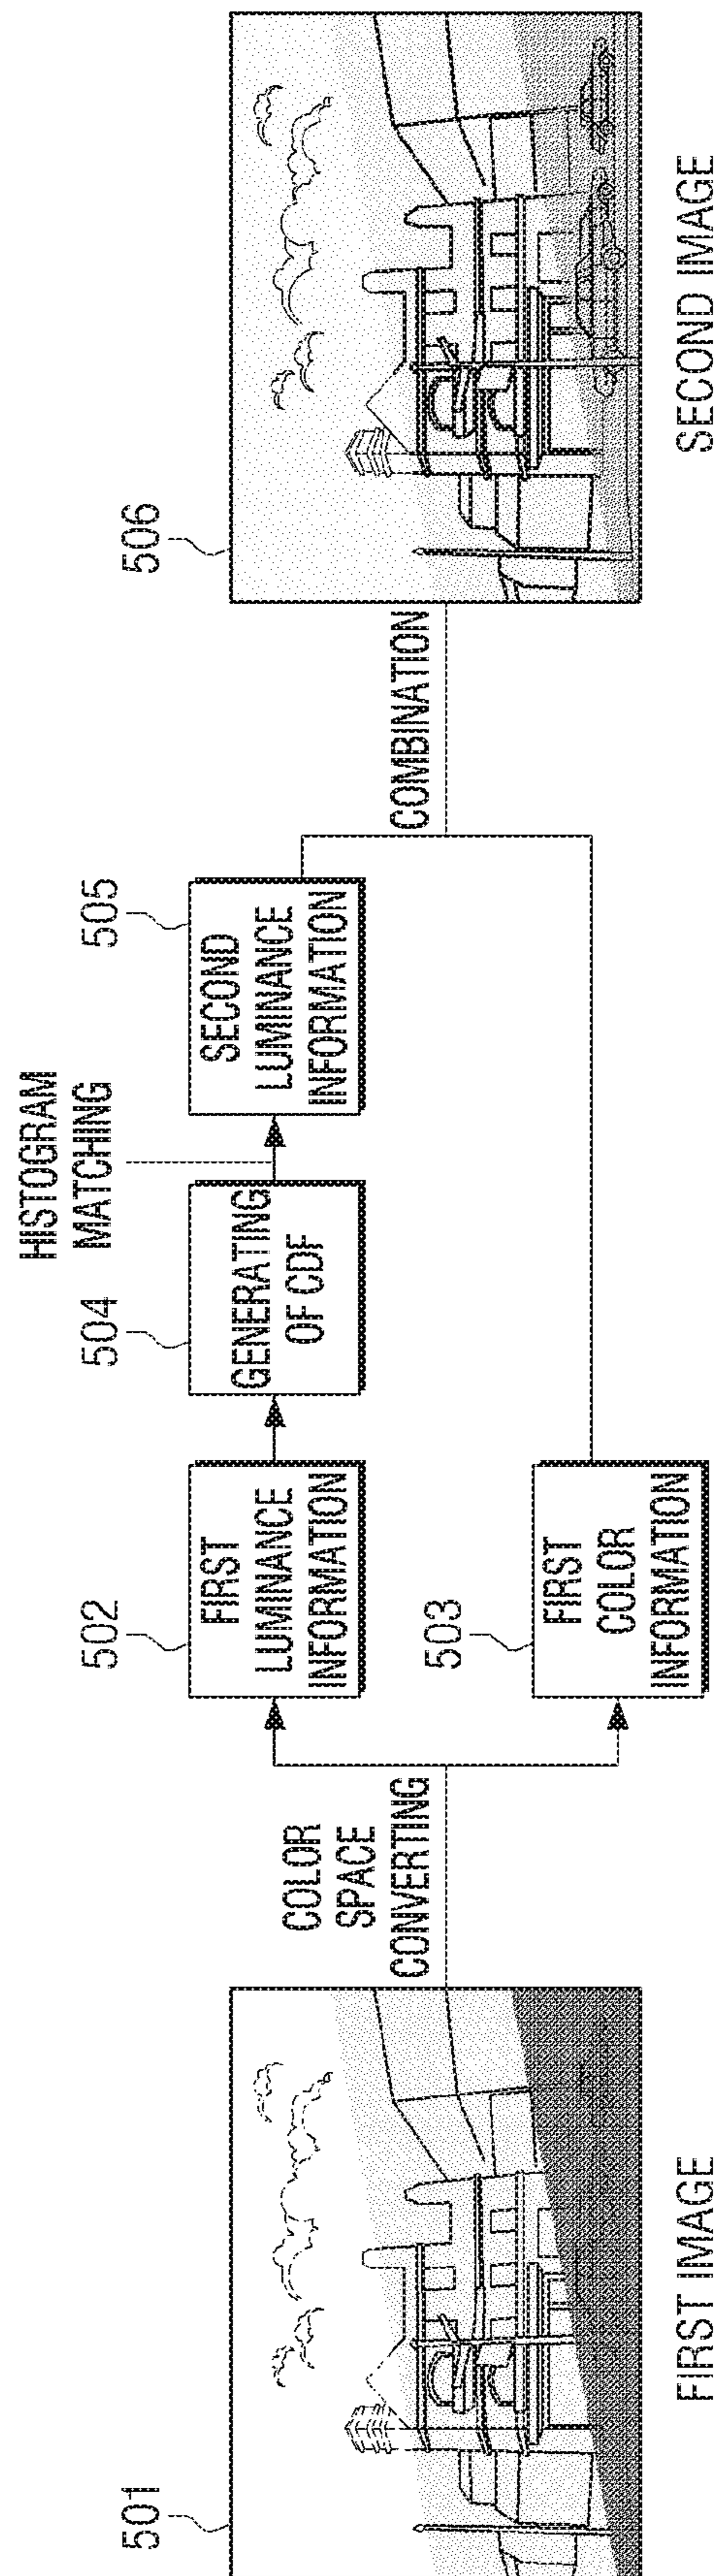 501
FIRST IMAGE
COLOR
SPACE
CONVERTING
502
FIRST
LUMINANCE
INFORMATION
503
FIRST
COLOR
INFORMATION
504
GENERATING
OF CDF
HISTOGRAM
MATCHING
505
SECOND
LUMINANCE
INFORMATION
COMBINATION
506
SECOND IMAGE